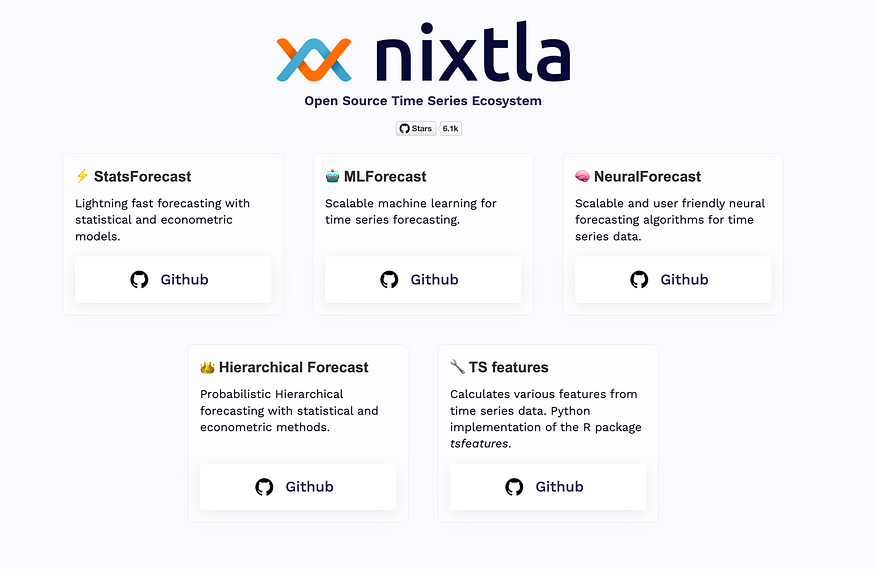 nixtla
Open Source Time Series Ecosystem
Stars 6.1k
⚡ StatsForecast
Lightning fast forecasting with
statistical and econometric
models.
Github
🤖 MLForecast
Scalable machine learning for
time series forecasting.
Github
🧠 NeuralForecast
Scalable and user friendly neural
forecasting algorithms for time
series data.
Github
👑 Hierarchical Forecast
Probabilistic Hierarchical
forecasting with statistical and
econometric methods.
Github
🔧 TS features
Calculates various features from
time series data. Python
implementation of the R package
tsfeatures.
Github